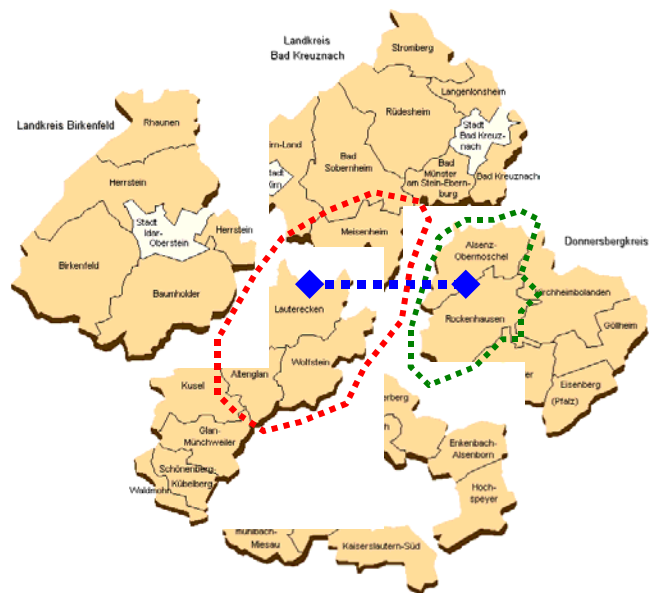 Landkreis
Bad Kreuznach
Stromberg
Langenlonsheim
Landkreis Birkenfeld
Rhaunen
Rüdesheim
Stadt
Bad Kreuz-
nach
Bad
Sobernheim
Bad
Münster
am Stein-Ebern-
burg
Bad Kreuznach
Herrstein
Meisenheim
Stadt
Idar-
Oberstein
Herrstein
Alsenz-
Obermoschel
Donnersbergkreis
Birkenfeld
Baumholder
Kirchheimbolanden
Lauterecken
Rockenhausen
Göllheim
Wolfstein
Altenglan
Kusel
Eisenberg
(Pfalz)
Glan-
Münchweiler
Enkenbach-
Alsenborn
Schönenberg-
Kübelberg
Waldmohr
Hoch-
speyer
Kaiserslautern-Süd
Miesau